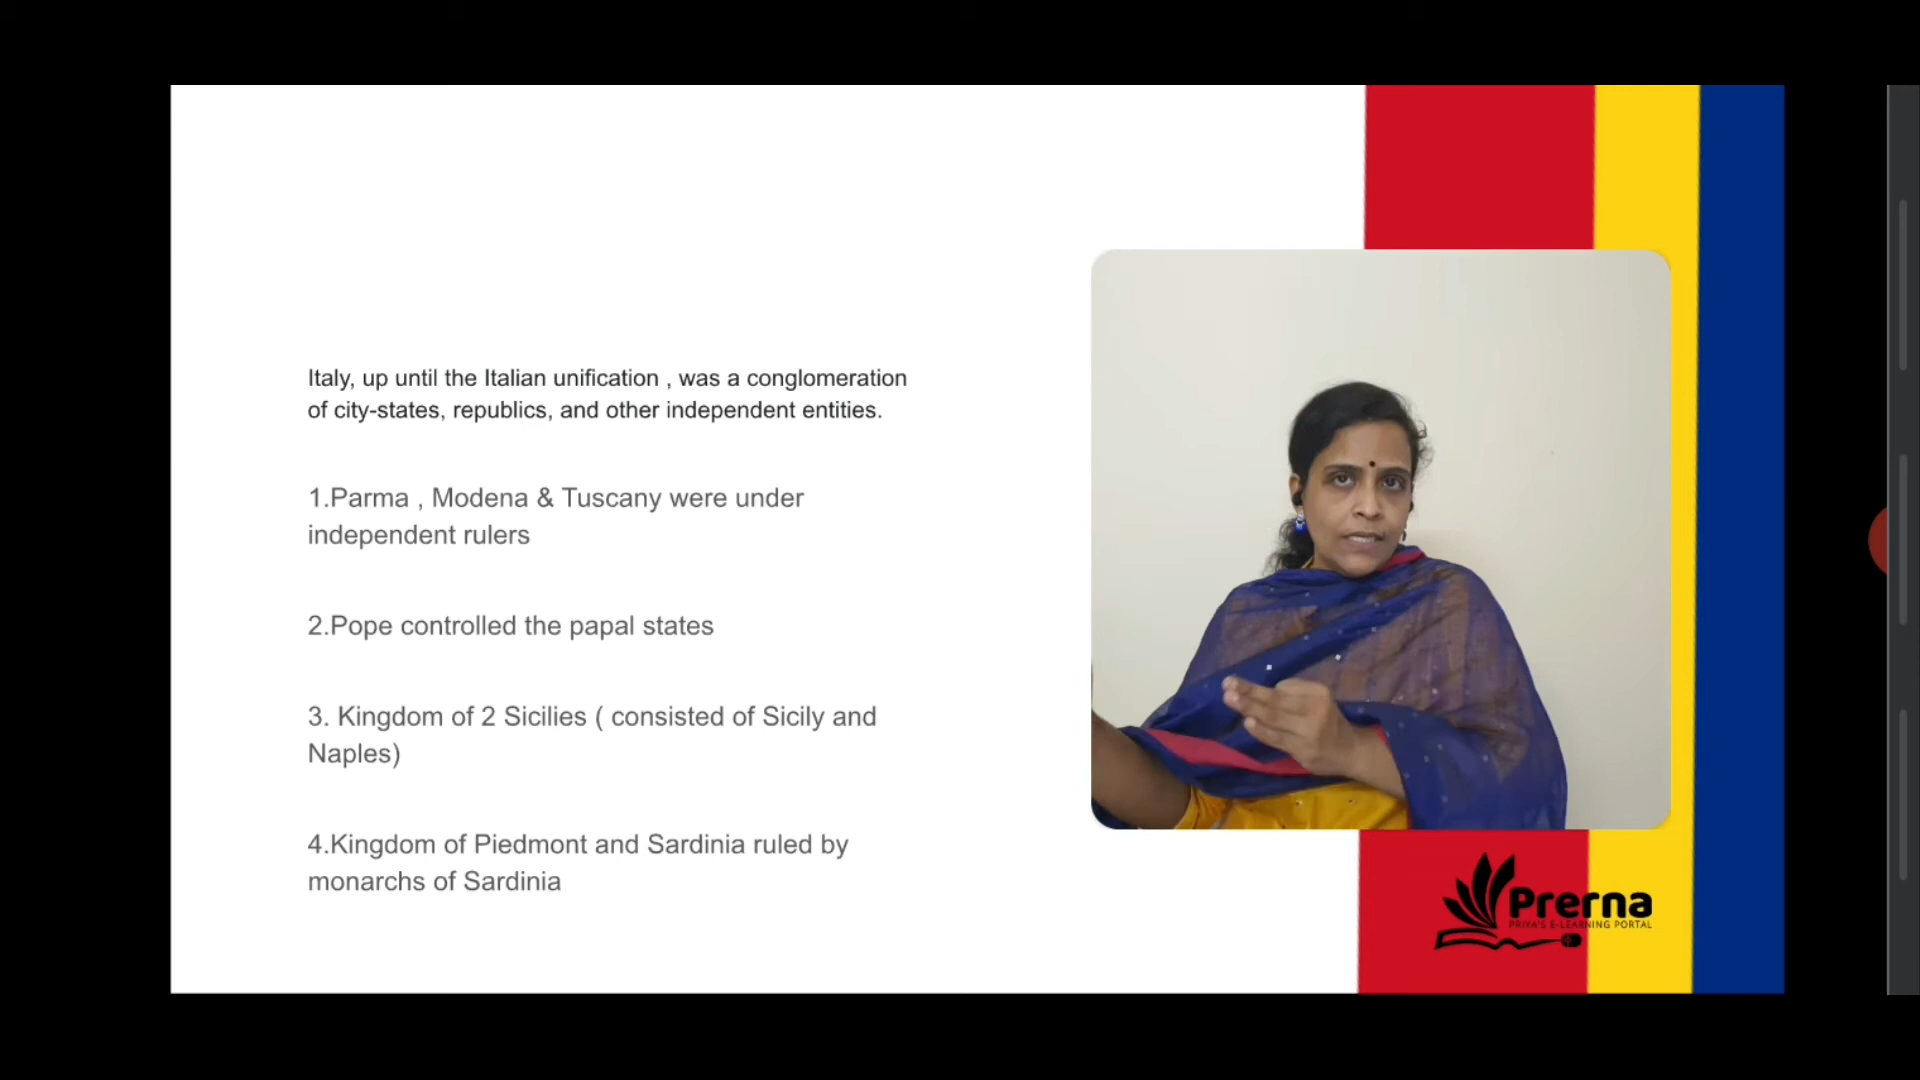 Italy, up until the Italian unification , was a conglomeration
of city-states, republics, and other independent entities.
1.Parma , Modena & Tuscany were under
independent rulers
2.Pope controlled the papal states
3. Kingdom of 2 Sicilies ( consisted of Sicily and
Naples)
4.Kingdom of Piedmont and Sardinia ruled by
monarchs of Sardinia
Prerna
PRIYA'S E-LEARNING PORTAL